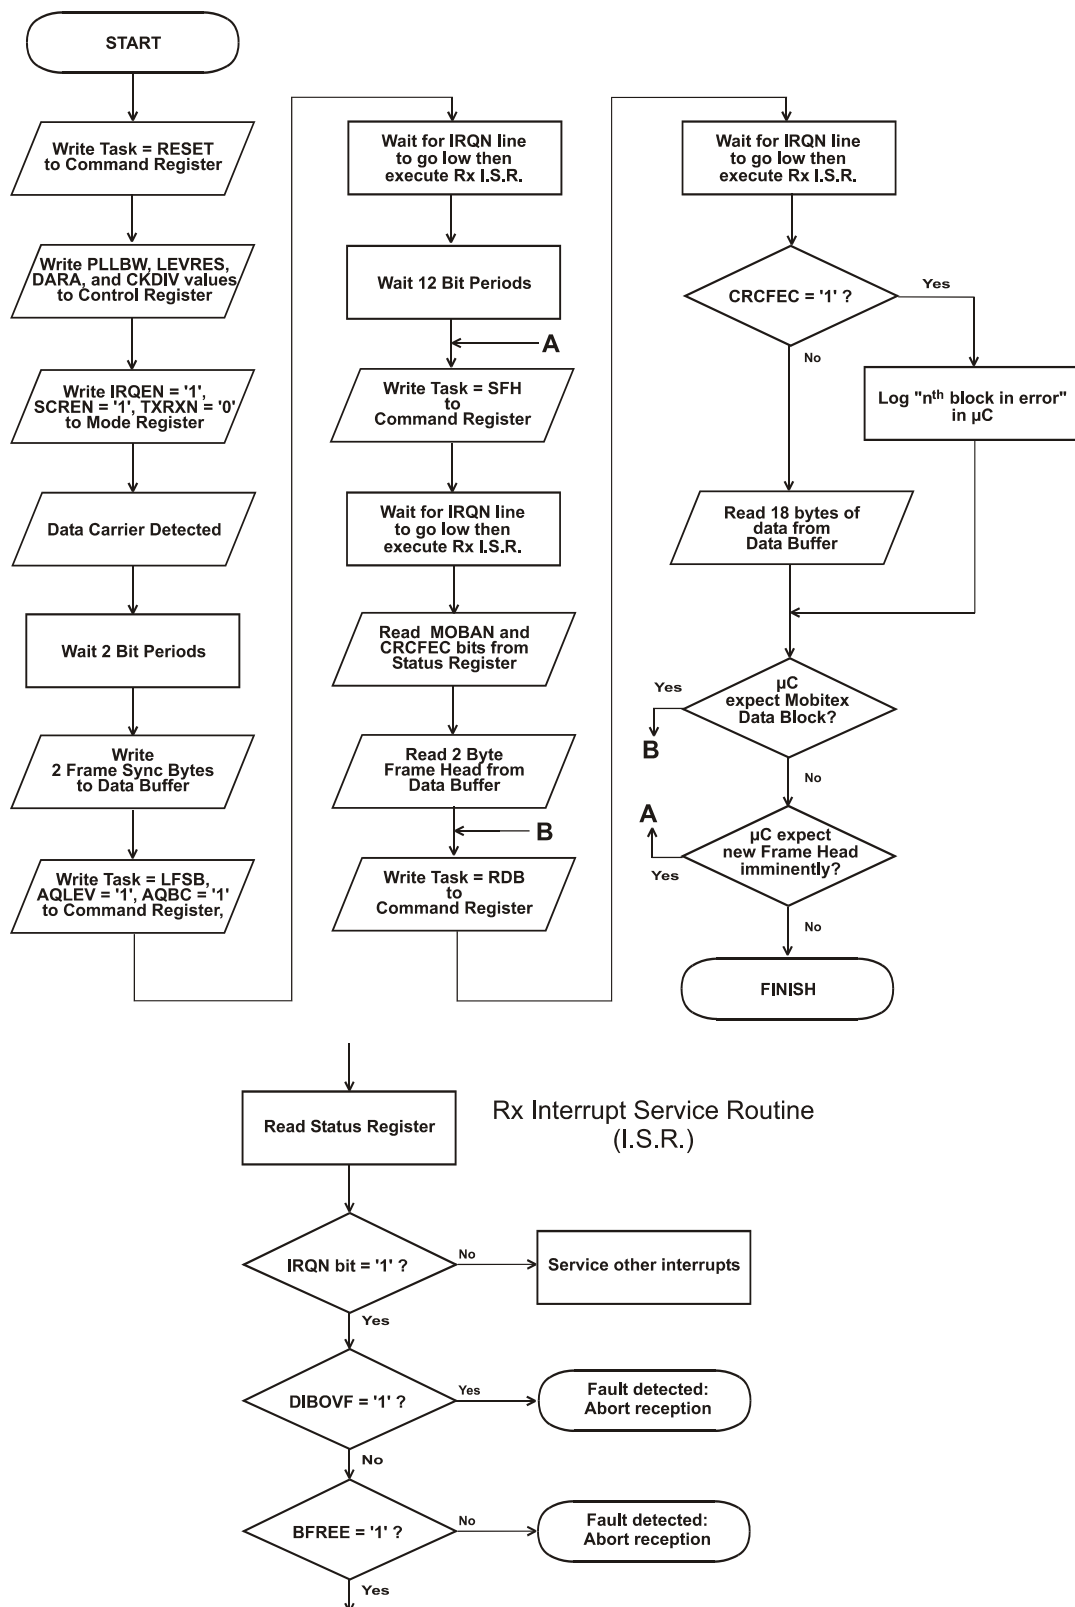 START
Write Task = RESET
to Command Register
Write PLLBW, LEVRES,
DARA, and CKDIV values
to Control Register
Write IRQEN = '1',
SCREN = '1', TXRXN = '0'
to Mode Register
Data Carrier Detected
Wait 2 Bit Periods
Write
2 Frame Sync Bytes
to Data Buffer
Write Task = LFSB,
AQLEV = '1', AQBC = '1'
to Command Register,
Wait for IRQN line
to go low then
execute Rx I.S.R.
Wait 12 Bit Periods
A
Write Task = SFH
to
Command Register
Wait for IRQN line
to go low then
execute Rx I.S.R.
Read MOBAN and
CRCFEC bits from
Status Register
Read 2 Byte
Frame Head from
Data Buffer
B
Write Task = RDB
to
Command Register
Wait for IRQN line
to go low then
execute Rx I.S.R.
CRCFEC = '1' ?
Yes
No
Log "nth block in error"
in µC
Read 18 bytes of
data from
Data Buffer
µC
expect Mobitex
Data Block?
Yes
B
No
A
µC expect
new Frame Head
imminently?
Yes
No
FINISH
Rx Interrupt Service Routine
(I.S.R.)
Read Status Register
IRQN bit = '1' ?
No
Service other interrupts
Yes
DIBOVF = '1' ?
Yes
Fault detected:
Abort reception
No
BFREE = '1' ?
No
Fault detected:
Abort reception
Yes